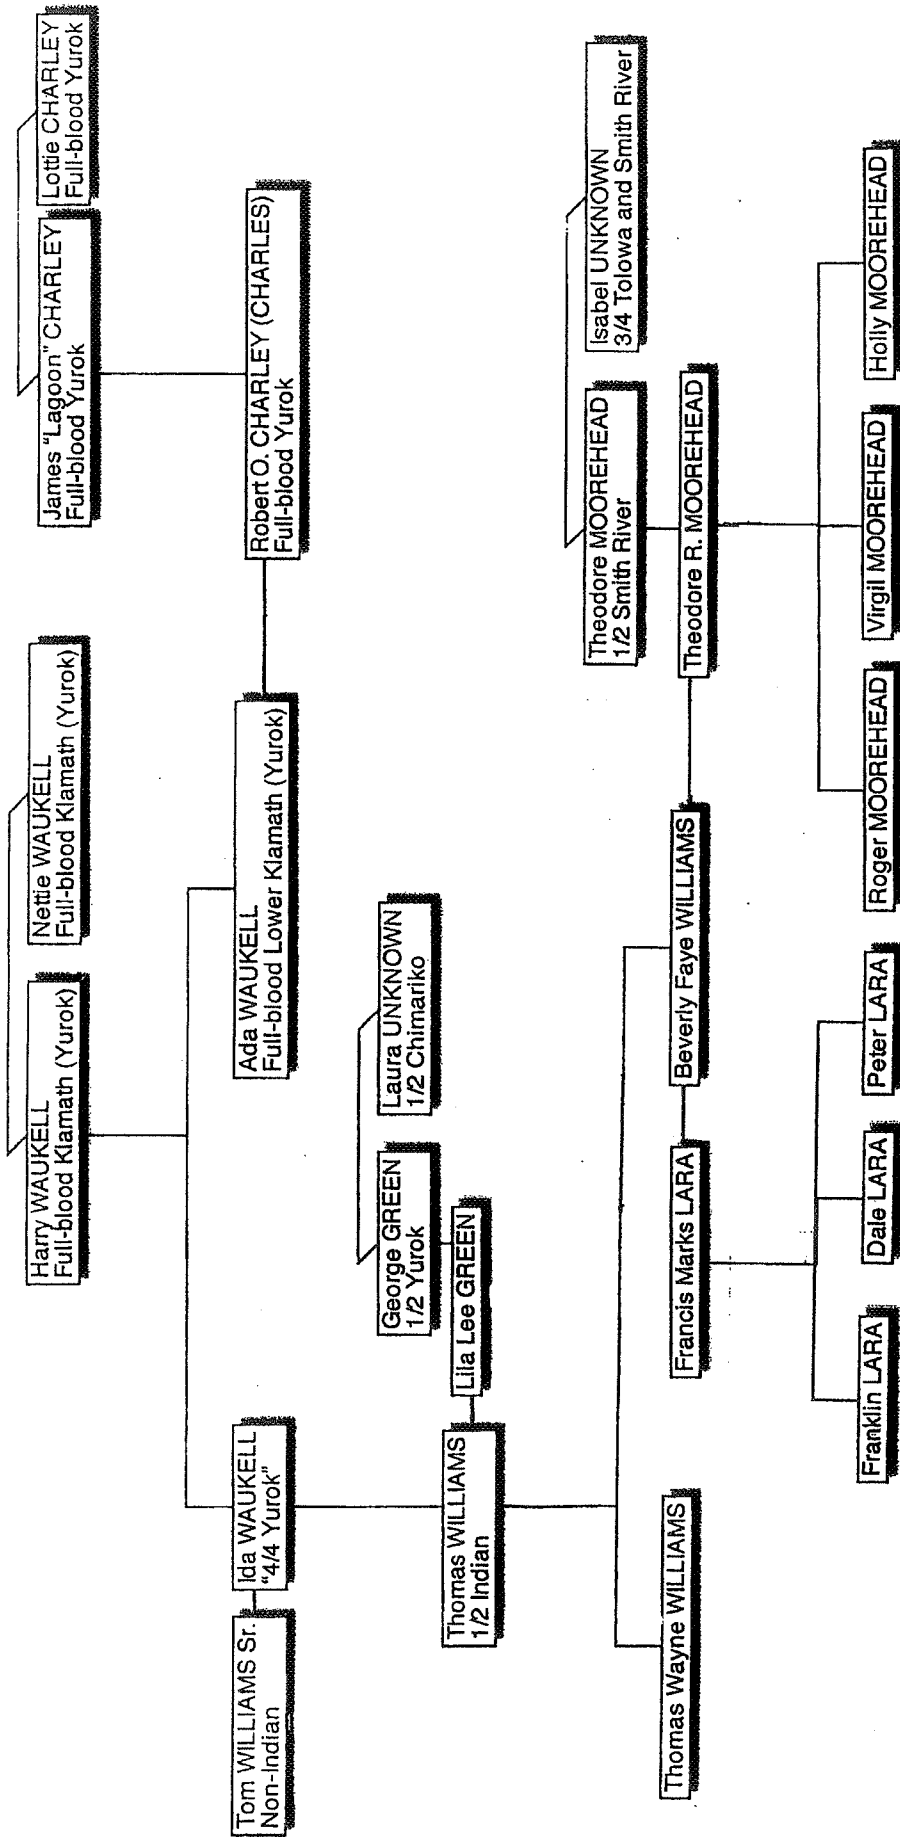 Harry WAUKELL
Full-blood Klamath (Yurok)
Nettie WAUKELL
Full-blood Klamath (Yurok)
James "Lagoon" CHARLEY
Full-blood Yurok
Lottie CHARLEY
Full-blood Yurok
Tom WILLIAMS Sr.
Non-Indian
Ida WAUKELL
"4/4 Yurok"
Ada WAUKELL
Full-blood Lower Klamath (Yurok)
Robert O. CHARLEY (CHARLES)
Full-blood Yurok
George GREEN
1/2 Yurok
Laura UNKNOWN
1/2 Chimariko
Thomas WILLIAMS
1/2 Indian
Lila Lee GREEN
Theodore MOOREHEAD
1/2 Smith River
Isabel UNKNOWN
3/4 Tolowa and Smith River
Thomas Wayne WILLIAMS
Francis Marks LARA
Beverly Faye WILLIAMS
Theodore R. MOOREHEAD
Franklin LARA
Dale LARA
Peter LARA
Roger MOOREHEAD
Virgil MOOREHEAD
Holly MOOREHEAD